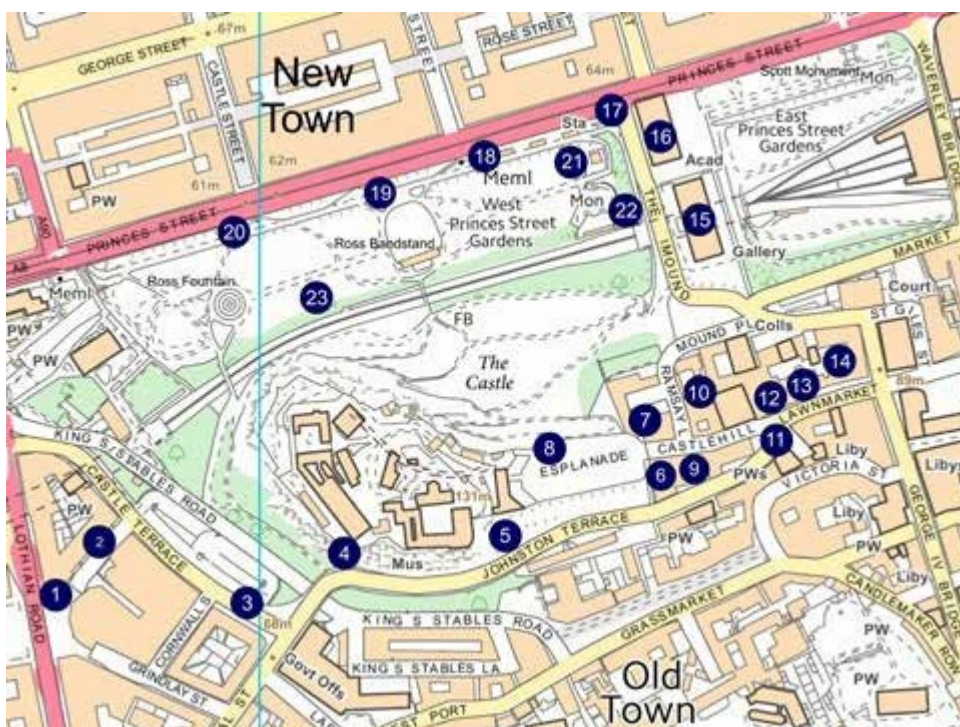 67m
GEORGE STREET
STREET
ROSE STREET
New
Town
CASTLE STREET
64m
PRINCES STREET
Scott Monument
Mon
WAVERLEY BRIDGE
17
Sta
16
East
Princes Street
Gardens
62m
18
21
Acad
Meml
61m
PW
19
Mon
22
THE MOUND
15
West
Princes Street
Gardens
A90
PRINCES STREET
20
Ross Bandstand
Gallery
MARKET
A8
Meml
Ross Fountain
23
Court
PW
FB
MOUND PL
Colls
ST GILES ST
PW
The
Castle
RAMSAY
14
10
13
89m
12
LAWNMARKET
7
CASTLEHILL
11
KING'S STABLES ROAD
8
ESPLANADE
6
9
PWs
Liby
VICTORIA ST
Libys
CASTLE TERRACE
131m
PW
2
5
JOHNSTON TERRACE
PW
Liby
GEORGE IV BRIDGE
4
Mus
PW
LOTHIAN ROAD
1
3
68m
CORNWALL S
GRASSMARKET
Liby
CANDLEMAKER ROW
KING'S STABLES ROAD
GRINDLAY ST
Govt Offs
KING'S STABLES LA
Old
Town
PW
PW
ST PORT